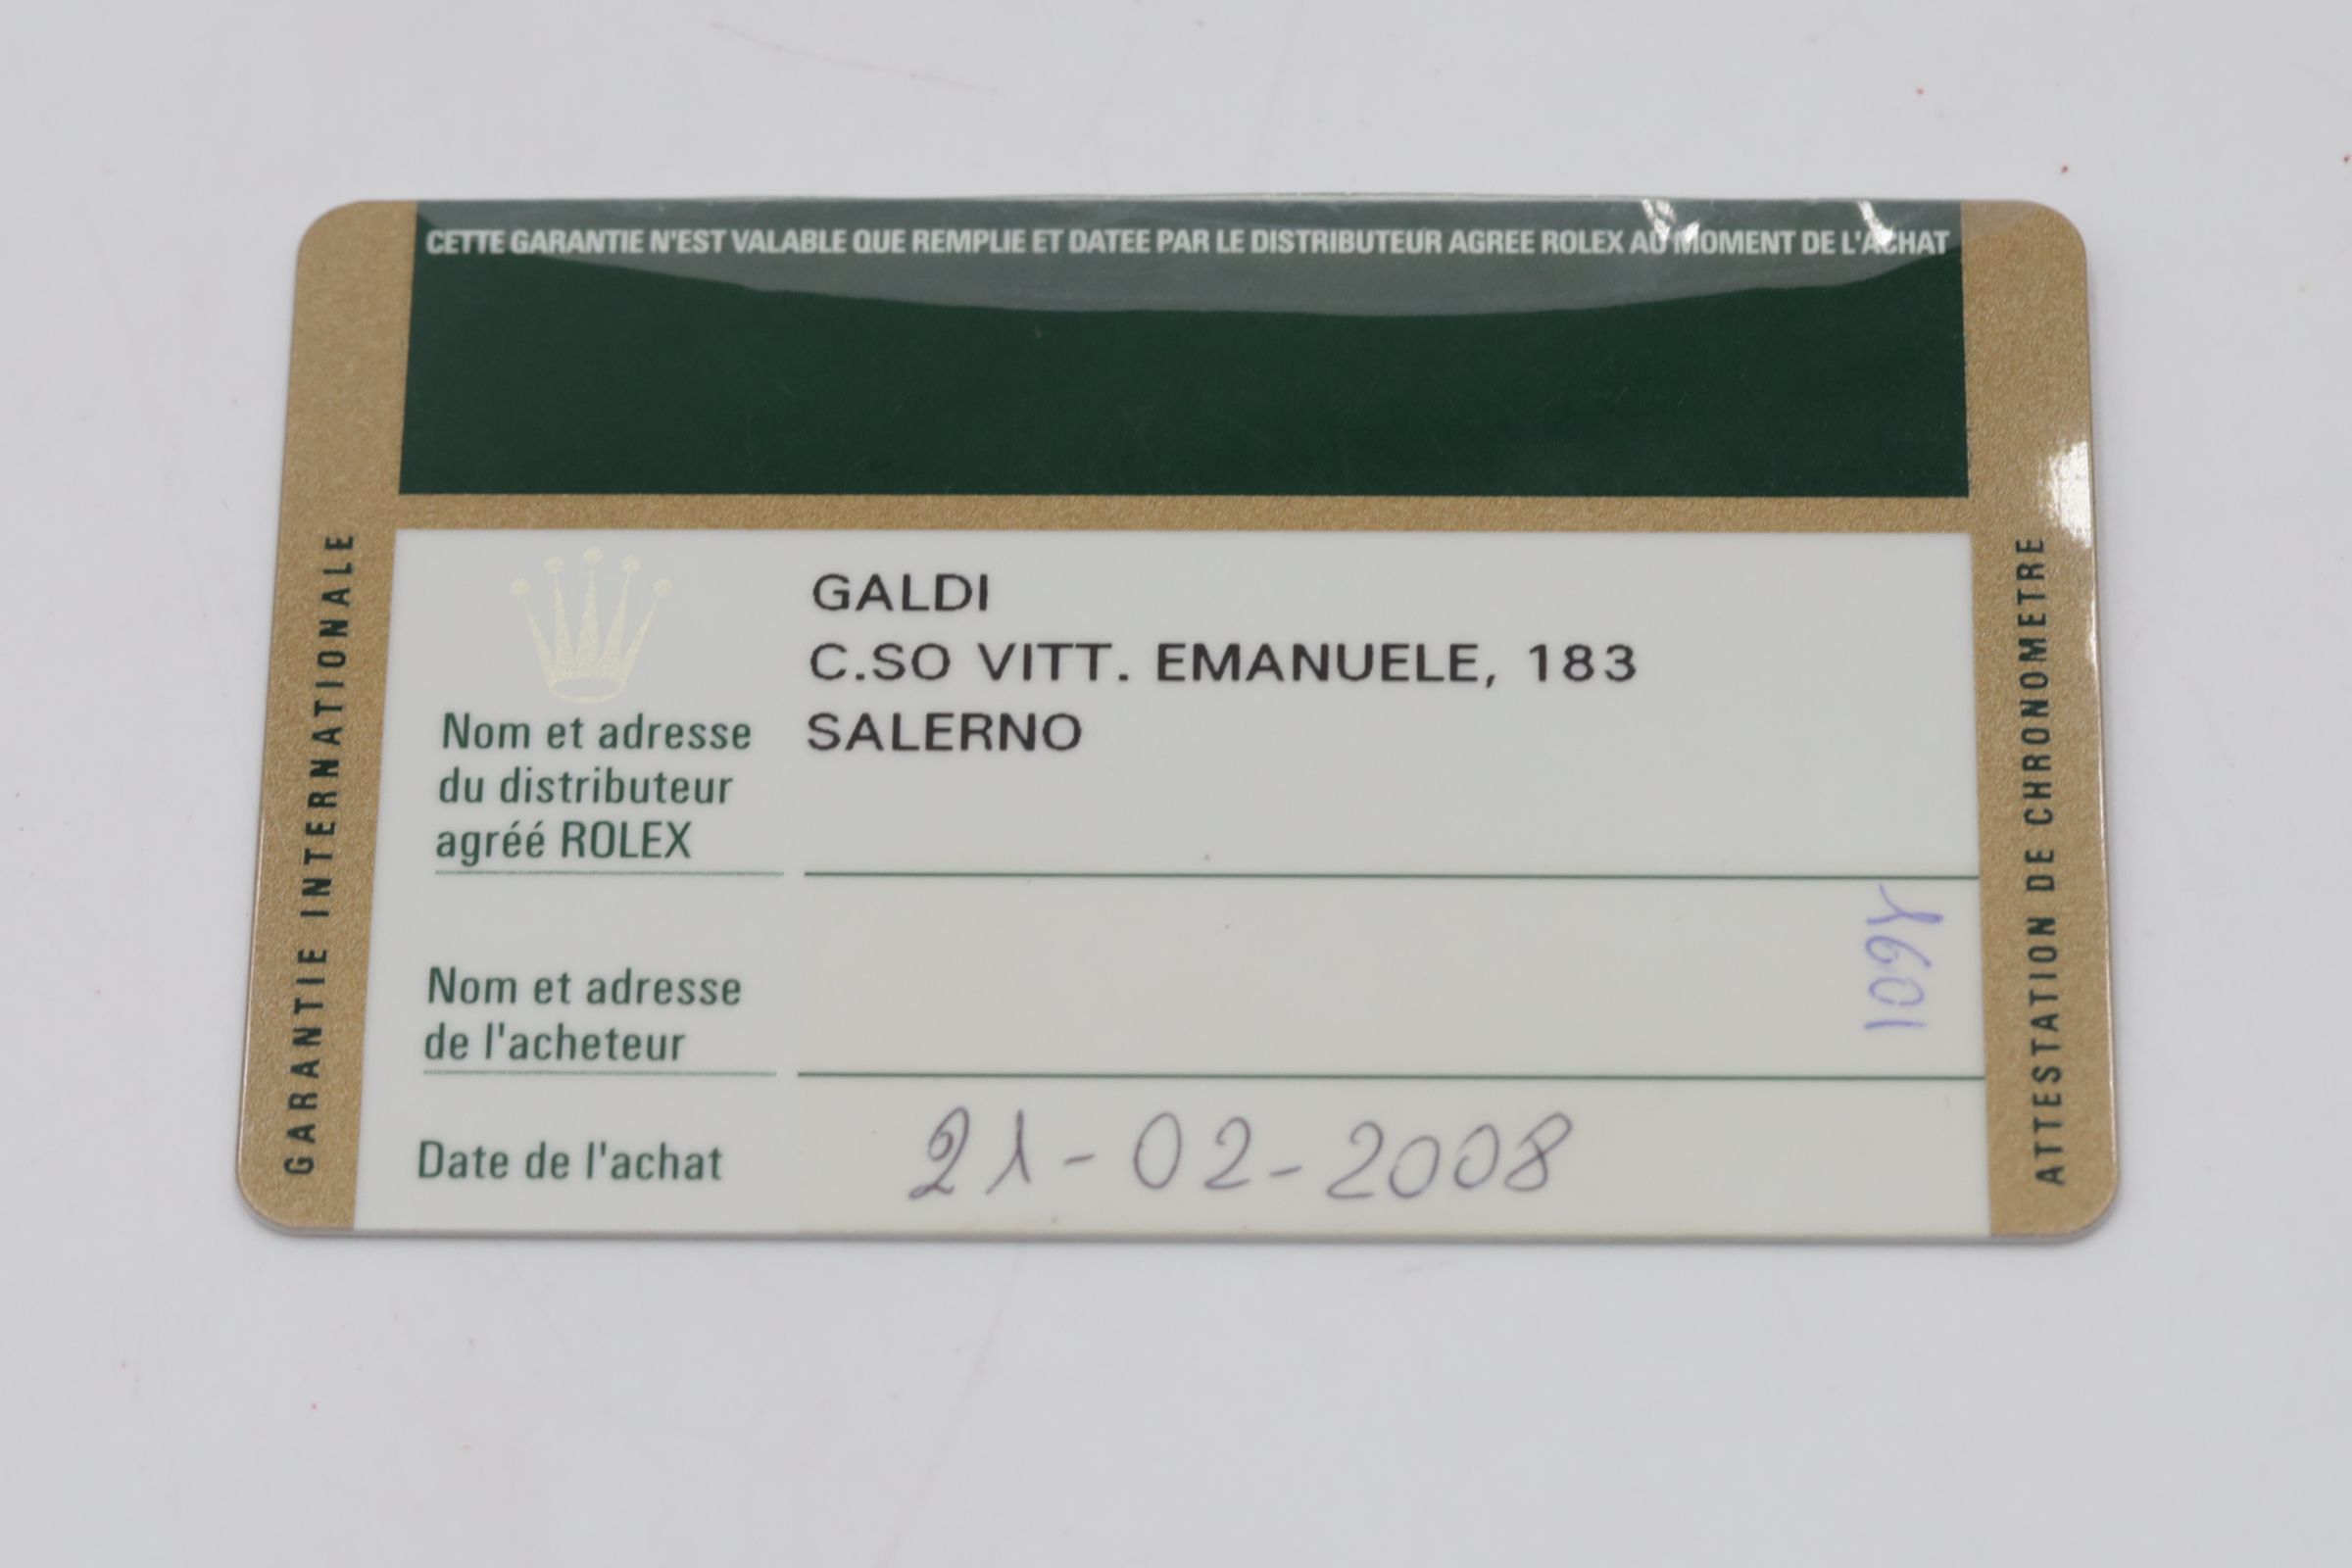 CETTE GARANTIE N'EST VALABLE QUE REMPLIE ET DATEE PAR LE DISTRIBUTEUR AGREE ROLEX AU MOMENT DE L'ACHAT
GARANTIE INTERNATIONALE
GALDI
C.SO VITT. EMANUELE, 183
SALERNO
Nom et adresse
du distributeur
agréé ROLEX
Nom et adresse
de l'acheteur
1601
Date de l'achat
21-02-2008
ATTESTATION DE CHRONOMETRE